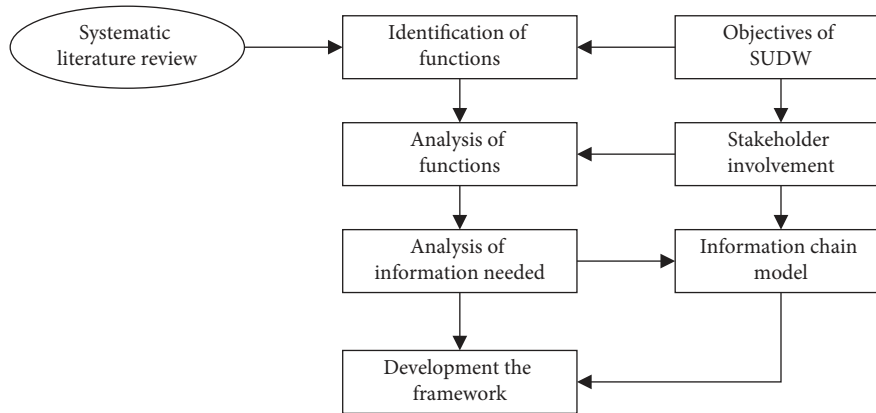 Systematic
literature review
Identification of
functions
Objectives of
SUDW
Analysis of
functions
Stakeholder
involvement
Analysis of
information needed
Information chain
model
Development the
framework